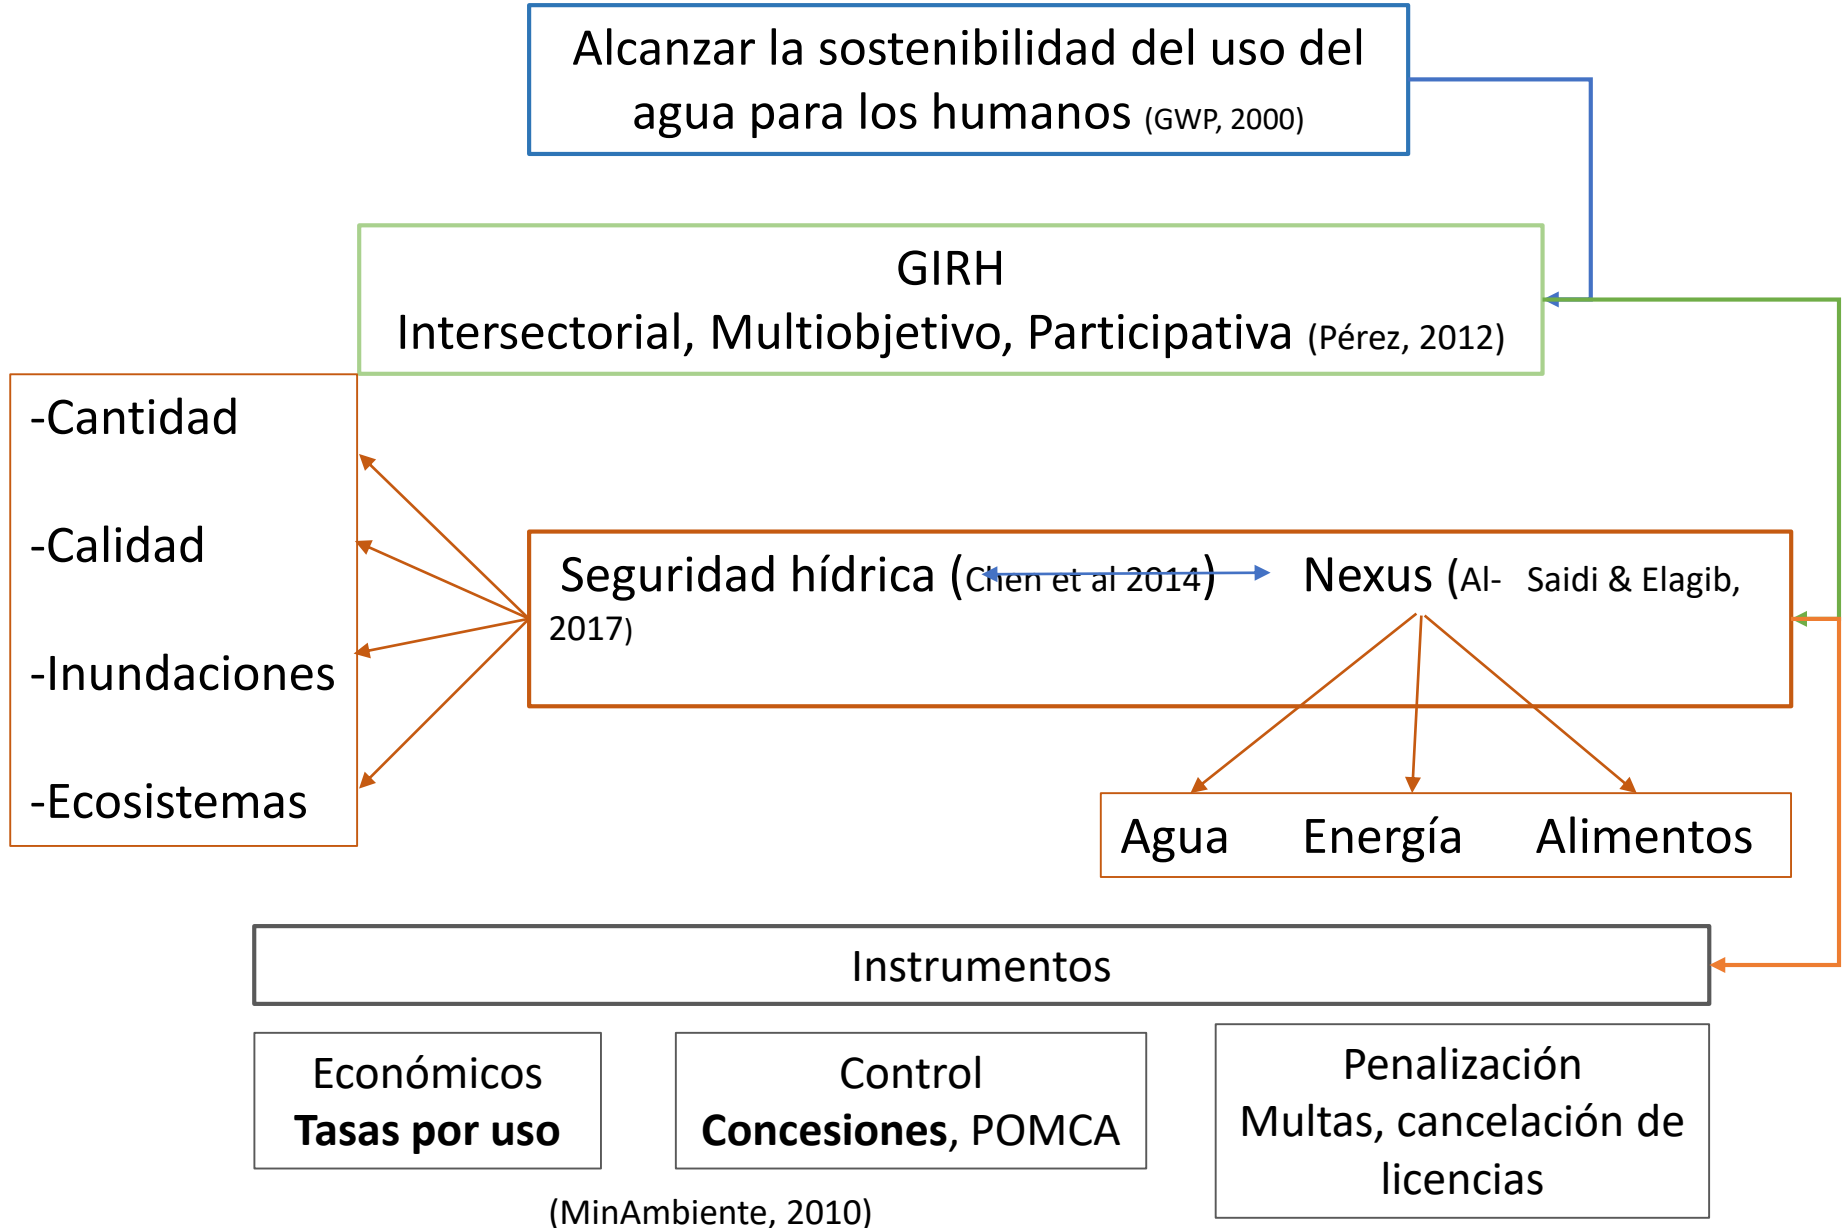 Alcanzar la sostenibilidad del uso del
agua para los humanos (GWP, 2000)
GIRH
Intersectorial, Multiobjetivo, Participativa (Pérez, 2012)
-Cantidad
-Calidad
-Inundaciones
-Ecosistemas
Seguridad hídrica (Chen et al 2014) Nexus (Al- Saidi & Elagib,
2017)
Agua Energía Alimentos
Instrumentos
Económicos
Tasas por uso
Control
Concesiones, POMCA
Penalización
Multas, cancelación de
licencias
(MinAmbiente, 2010)